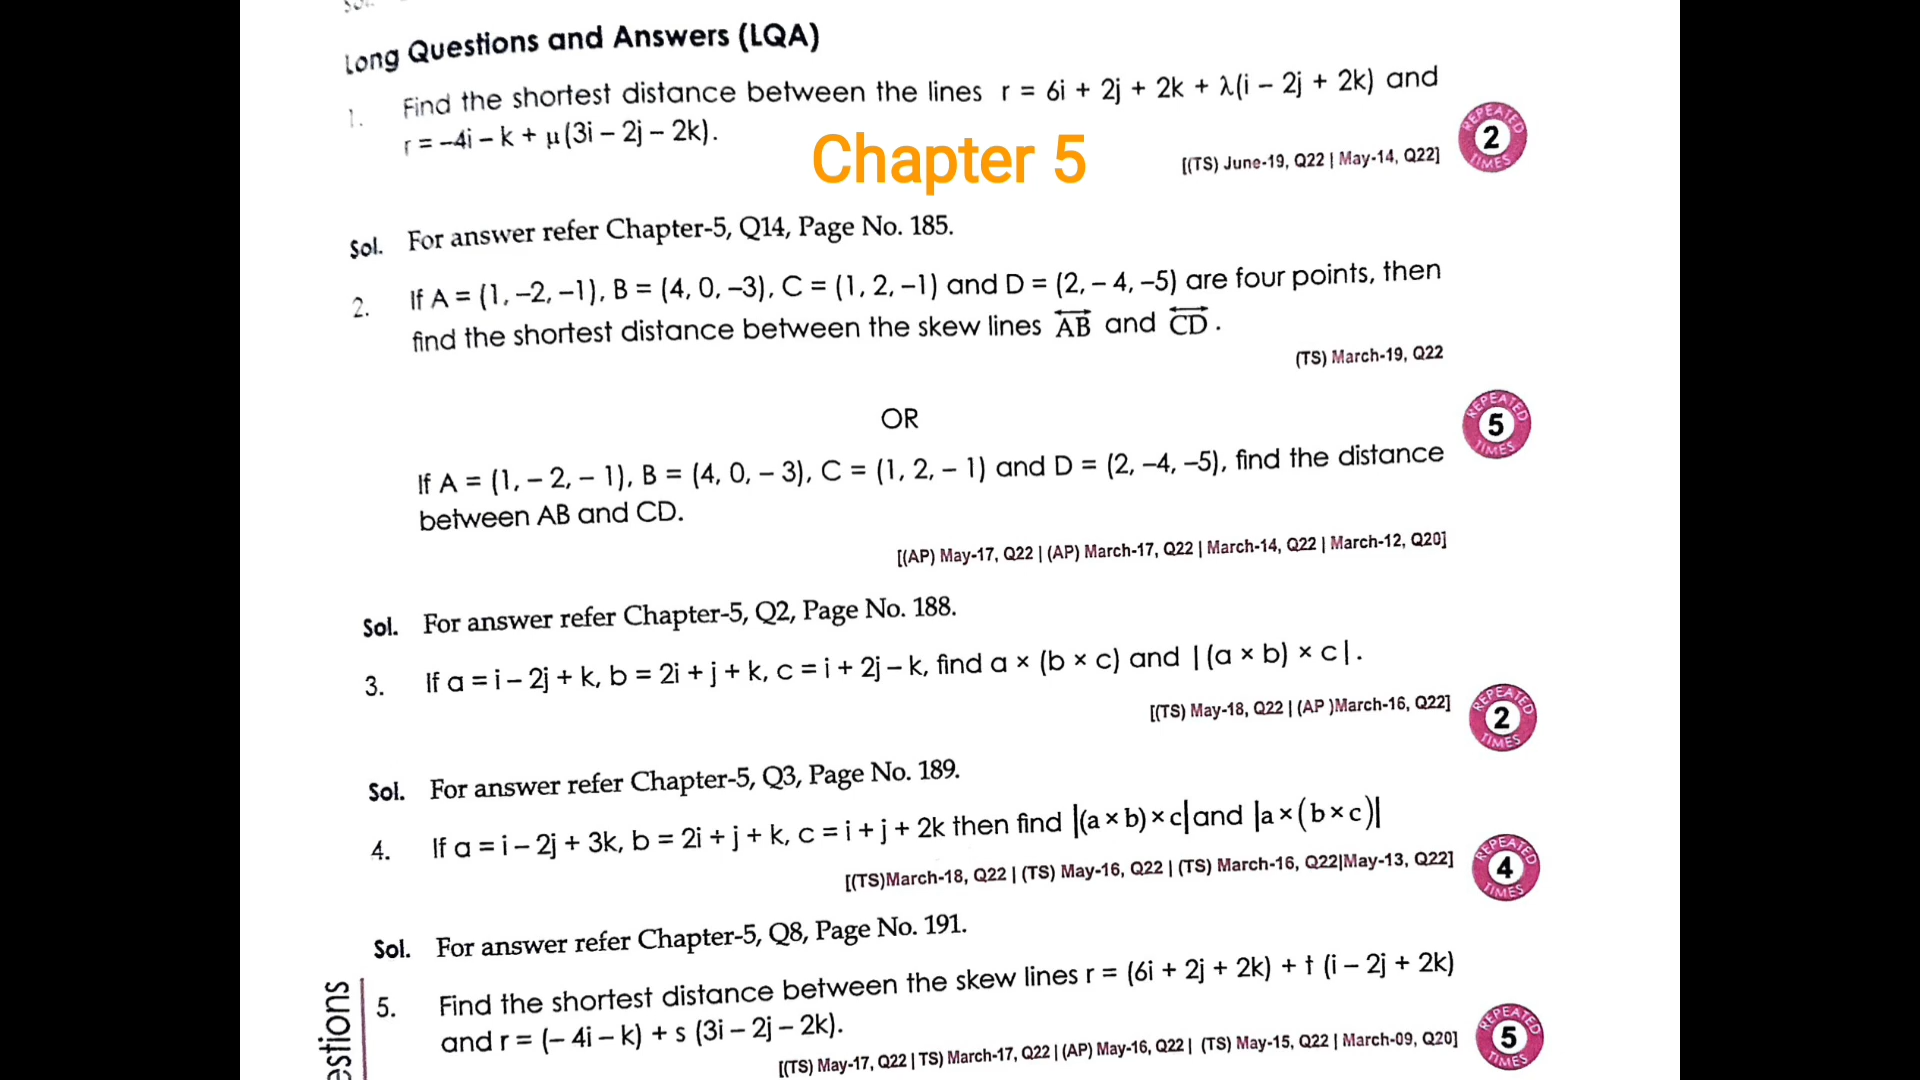 Long Questions and Answers (LQA)
1. Find the shortest distance between the lines r = 6i + 2j + 2k + λ(i – 2j + 2k) and
r = –4i – k + μ(3i – 2j – 2k).
Chapter 5
[(TS) June-19, Q22 | May-14, Q22]
REPEATED 2 TIMES
Sol. For answer refer Chapter-5, Q14, Page No. 185.
2. If A = (1, –2, –1), B = (4, 0, –3), C = (1, 2, –1) and D = (2, – 4, –5) are four points, then
find the shortest distance between the skew lines AB and CD.
(TS) March-19, Q22
OR
REPEATED 5 TIMES
If A = (1, – 2, – 1), B = (4, 0, – 3), C = (1, 2, – 1) and D = (2, –4, –5), find the distance
between AB and CD.
[(AP) May-17, Q22 | (AP) March-17, Q22 | March-14, Q22 | March-12, Q20]
Sol. For answer refer Chapter-5, Q2, Page No. 188.
3. If a = i – 2j + k, b = 2i + j + k, c = i + 2j – k, find a × (b × c) and |(a × b) × c|.
[(TS) May-18, Q22 | (AP )March-16, Q22]
REPEATED 2 TIMES
Sol. For answer refer Chapter-5, Q3, Page No. 189.
4. If a = i – 2j + 3k, b = 2i + j + k, c = i + j + 2k then find |(a × b) × c| and |a × (b × c)|
[(TS)March-18, Q22 | (TS) May-16, Q22 | (TS) March-16, Q22|May-13, Q22]
REPEATED 4 TIMES
Sol. For answer refer Chapter-5, Q8, Page No. 191.
5. Find the shortest distance between the skew lines r = (6i + 2j + 2k) + t (i – 2j + 2k)
and r = (– 4i – k) + s (3i – 2j – 2k).
[(TS) May-17, Q22 | TS) March-17, Q22 | (AP) May-16, Q22 | (TS) May-15, Q22 | March-09, Q20]
REPEATED 5 TIMES